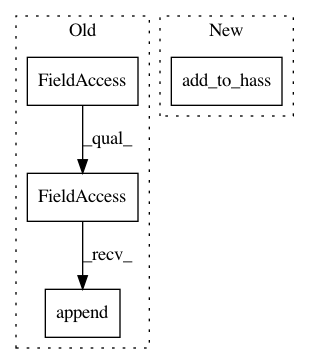 Old
New
FieldAccess
add_to_hass
_qual_
FieldAccess
_recv_
append